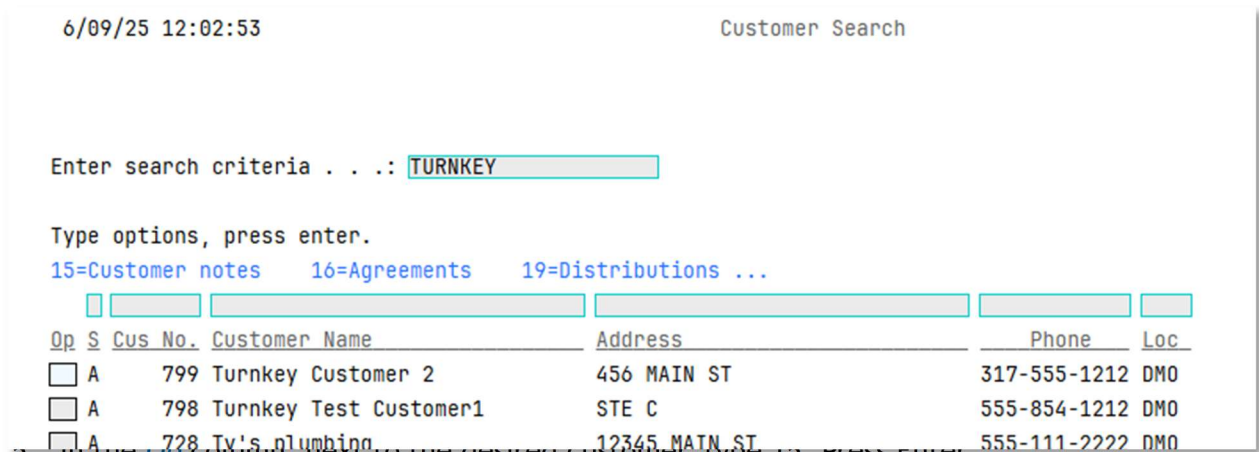 6/09/25 12:02:53 Customer Search
Enter search criteria . . .: TURNKEY
Type options, press enter.
15=Customer notes 16=Agreements 19=Distributions ...
Op S Cus No. Customer Name Address Phone Loc
A 799 Turnkey Customer 2 456 MAIN ST 317-555-1212 DMO
A 798 Turnkey Test Customer1 STE C 555-854-1212 DMO
A 728 Ty's plumbing 12345 MAIN ST 555-111-2222 DMO